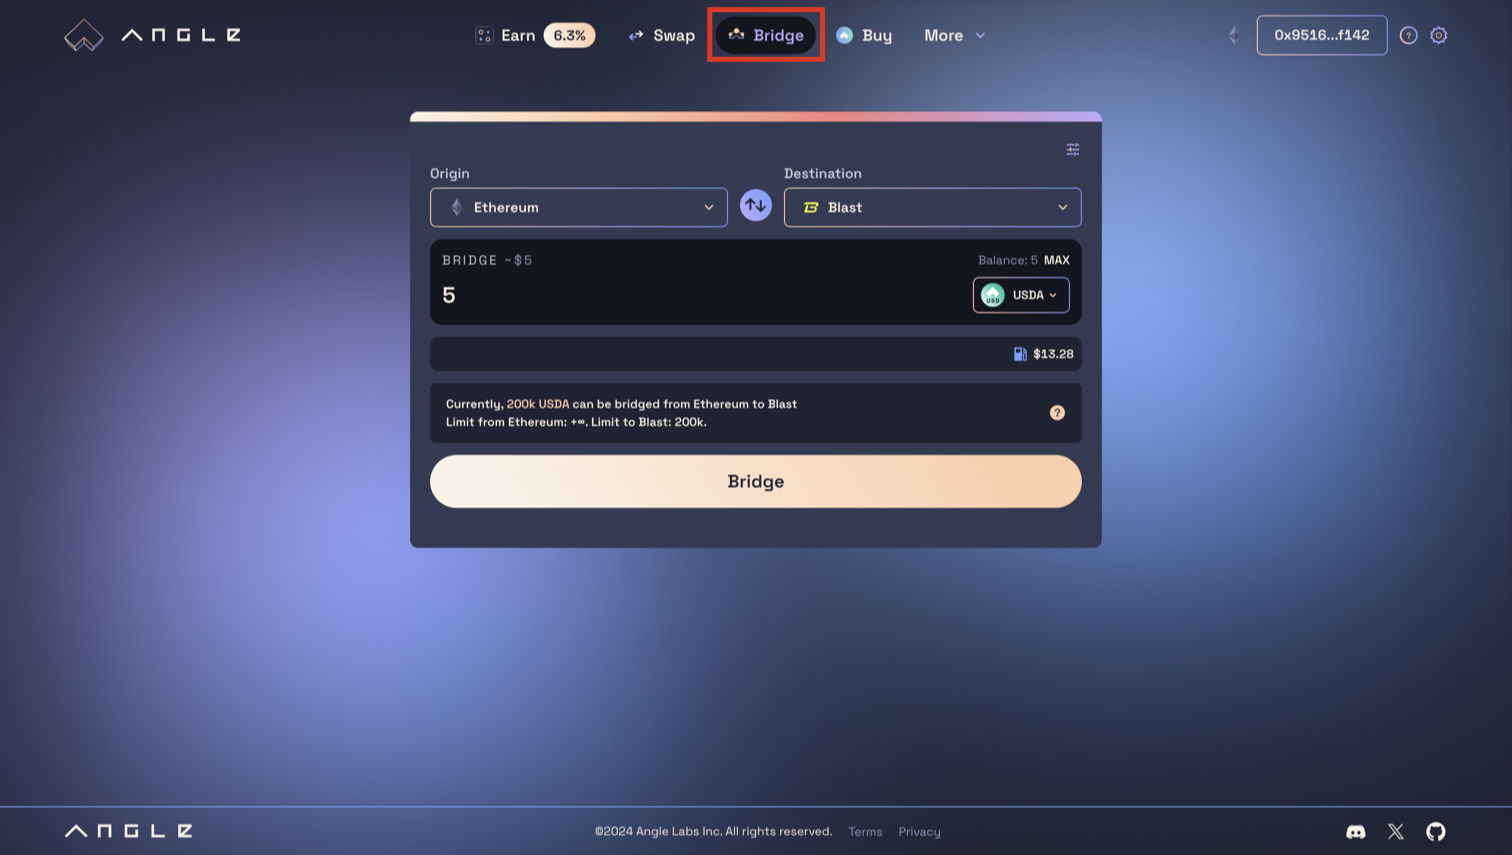 ANGLE
Earn 6.3% Swap Bridge Buy More 0x9516...f142 ?
Origin
Destination
Ethereum
Blast
BRIDGE ~$5
Balance: 5 MAX
5
USD USDA
$13.28
Currently, 200k USDA can be bridged from Ethereum to Blast
Limit from Ethereum: +∞. Limit to Blast: 200k.
?
Bridge
ANGLE
©2024 Angle Labs Inc. All rights reserved. Terms Privacy